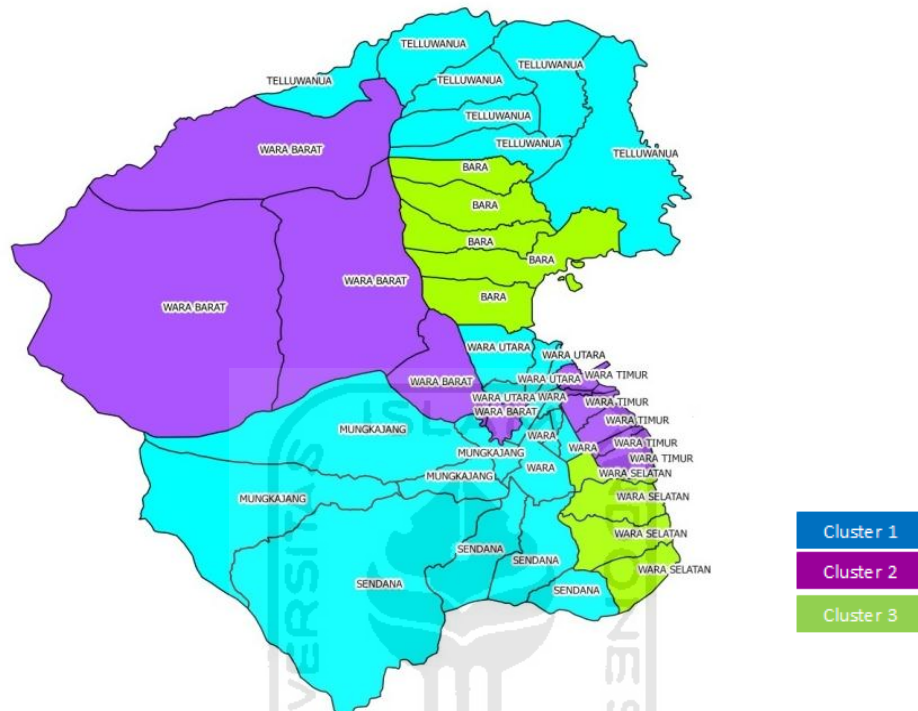 TELLUWANUA
TELLUWANUA
TELLUWANUA
TELLUWANUA
TELLUWANUA
TELLUWANUA
WARA BARAT
TELLUWANUA
BARA
BARA
BARA
BARA
WARA BARAT
WARA BARAT
BARA
WARA UTARA
WARA UTARA
WARA BARAT
WARA UTARA
WARA TIMUR
WARA UTARA
WARA
WARA TIMUR
WARA BARAT
WARA TIMUR
MUNGKAJANG
WARA
WARA TIMUR
MUNGKAJANG
WARA
WARA TIMUR
WARA
WARA SELATAN
MUNGKAJANG
MUNGKAJANG
WARA SELATAN
WARA SELATAN
SENDANA
SENDANA
WARA SELATAN
SENDANA
SENDANA
Cluster 1
Cluster 2
Cluster 3